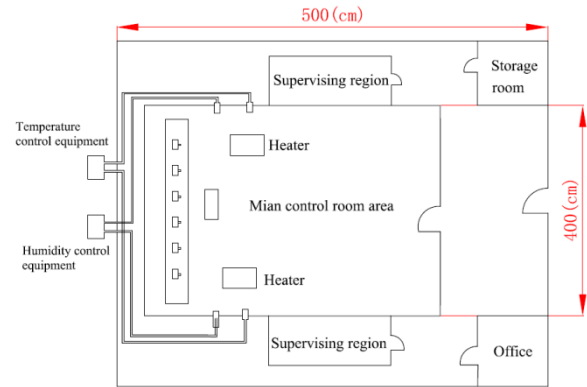 500(cm)
Supervising region
Storage
room
Temperature
control equipment
Heater
Mian control room area
400(cm)
Humidity control
equipment
Heater
Supervising region
Office